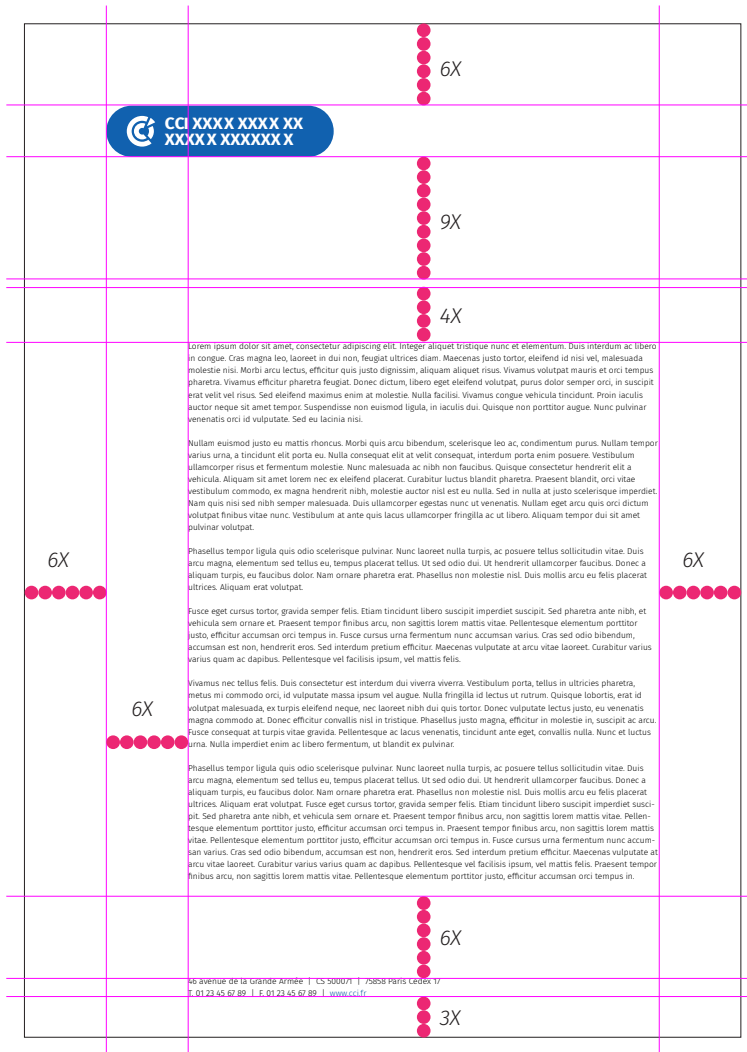 6X
CCI XXXX XXXX XX
XXXXX XXXXXX X
9X
4X
Lorem ipsum dolor sit amet, consectetur adipiscing elit. Integer aliquet tristique nunc et elementum. Duis interdum ac libero
in congue. Cras magna leo, laoreet in dui non, feugiat ultrices diam. Maecenas justo tortor, eleifend id nisi vel, malesuada
molestie nisi. Morbi arcu lectus, efficitur quis justo dignissim, aliquam aliquet risus. Vivamus volutpat mauris et orci tempus
pharetra. Vivamus efficitur pharetra feugiat. Donec dictum, libero eget eleifend volutpat, purus dolor semper orci, in suscipit
erat velit vel risus. Sed eleifend maximus enim at molestie. Nulla facilisi. Vivamus congue vehicula tincidunt. Proin iaculis
auctor neque sit amet tempor. Suspendisse non euismod ligula, in iaculis dui. Quisque non porttitor augue. Nunc pulvinar
venenatis orci id vulputate. Sed eu lacinia nisi.
Nullam euismod justo eu mattis rhoncus. Morbi quis arcu bibendum, scelerisque leo ac, condimentum purus. Nullam tempor
varius urna, a tincidunt elit porta eu. Nulla consequat elit at velit consequat, interdum porta enim posuere. Vestibulum
ullamcorper risus et fermentum molestie. Nunc malesuada ac nibh non faucibus. Quisque consectetur hendrerit elit a
vehicula. Aliquam sit amet lorem nec ex eleifend placerat. Curabitur luctus blandit pharetra. Praesent blandit, orci vitae
vestibulum commodo, ex magna hendrerit nibh, molestie auctor nisl est eu nulla. Sed in nulla at justo scelerisque imperdiet.
Nam quis nisi sed nibh semper malesuada. Duis ullamcorper egestas nunc ut venenatis. Nullam eget arcu quis orci dictum
volutpat finibus vitae nunc. Vestibulum at ante quis lacus ullamcorper fringilla ac ut libero. Aliquam tempor dui sit amet
pulvinar volutpat.
Phasellus tempor ligula quis odio scelerisque pulvinar. Nunc laoreet nulla turpis, ac posuere tellus sollicitudin vitae. Duis
arcu magna, elementum sed tellus eu, tempus placerat tellus. Ut sed odio dui. Ut hendrerit ullamcorper faucibus. Donec a
aliquam turpis, eu faucibus dolor. Nam ornare pharetra erat. Phasellus non molestie nisl. Duis mollis arcu eu felis placerat
ultrices. Aliquam erat volutpat.
6X
6X
Fusce eget cursus tortor, gravida semper felis. Etiam tincidunt libero suscipit imperdiet suscipit. Sed pharetra ante nibh, et
vehicula sem ornare et. Praesent tempor finibus arcu, non sagittis lorem mattis vitae. Pellentesque elementum porttitor
justo, efficitur accumsan orci tempus in. Fusce cursus urna fermentum nunc accumsan varius. Cras sed odio bibendum,
accumsan est non, hendrerit eros. Sed interdum pretium efficitur. Maecenas vulputate at arcu vitae laoreet. Curabitur varius
varius quam ac dapibus. Pellentesque vel facilisis ipsum, vel mattis felis.
6X
Vivamus nec tellus felis. Duis consectetur est interdum dui viverra viverra. Vestibulum porta, tellus in ultricies pharetra,
metus mi commodo orci, id vulputate massa ipsum vel augue. Nulla fringilla id lectus ut rutrum. Quisque lobortis, erat id
volutpat malesuada, ex turpis eleifend neque, nec laoreet nibh dui quis tortor. Donec vulputate lectus justo, eu venenatis
magna commodo at. Donec efficitur convallis nisl in tristique. Phasellus justo magna, efficitur in molestie in, suscipit ac arcu.
Fusce consequat at turpis vitae gravida. Pellentesque ac lacus venenatis, tincidunt ante eget, convallis nulla. Nunc et luctus
urna. Nulla imperdiet enim ac libero fermentum, ut blandit ex pulvinar.
Phasellus tempor ligula quis odio scelerisque pulvinar. Nunc laoreet nulla turpis, ac posuere tellus sollicitudin vitae. Duis
arcu magna, elementum sed tellus eu, tempus placerat tellus. Ut sed odio dui. Ut hendrerit ullamcorper faucibus. Donec a
aliquam turpis, eu faucibus dolor. Nam ornare pharetra erat. Phasellus non molestie nisl. Duis mollis arcu eu felis placerat
ultrices. Aliquam erat volutpat. Fusce eget cursus tortor, gravida semper felis. Etiam tincidunt libero suscipit imperdiet susci-
pit. Sed pharetra ante nibh, et vehicula sem ornare et. Praesent tempor finibus arcu, non sagittis lorem mattis vitae. Pellen-
tesque elementum porttitor justo, efficitur accumsan orci tempus in. Praesent tempor finibus arcu, non sagittis lorem mattis
vitae. Pellentesque elementum porttitor justo, efficitur accumsan orci tempus in. Fusce cursus urna fermentum nunc accum-
san varius. Cras sed odio bibendum, accumsan est non, hendrerit eros. Sed interdum pretium efficitur. Maecenas vulputate at
arcu vitae laoreet. Curabitur varius varius quam ac dapibus. Pellentesque vel facilisis ipsum, vel mattis felis. Praesent tempor
finibus arcu, non sagittis lorem mattis vitae. Pellentesque elementum porttitor justo, efficitur accumsan orci tempus in.
6X
46 avenue de la Grande Armée | CS 500071 | 75858 Paris Cedex 17
T. 01 23 45 67 89 | F. 01 23 45 67 89 | www.cci.fr
3X